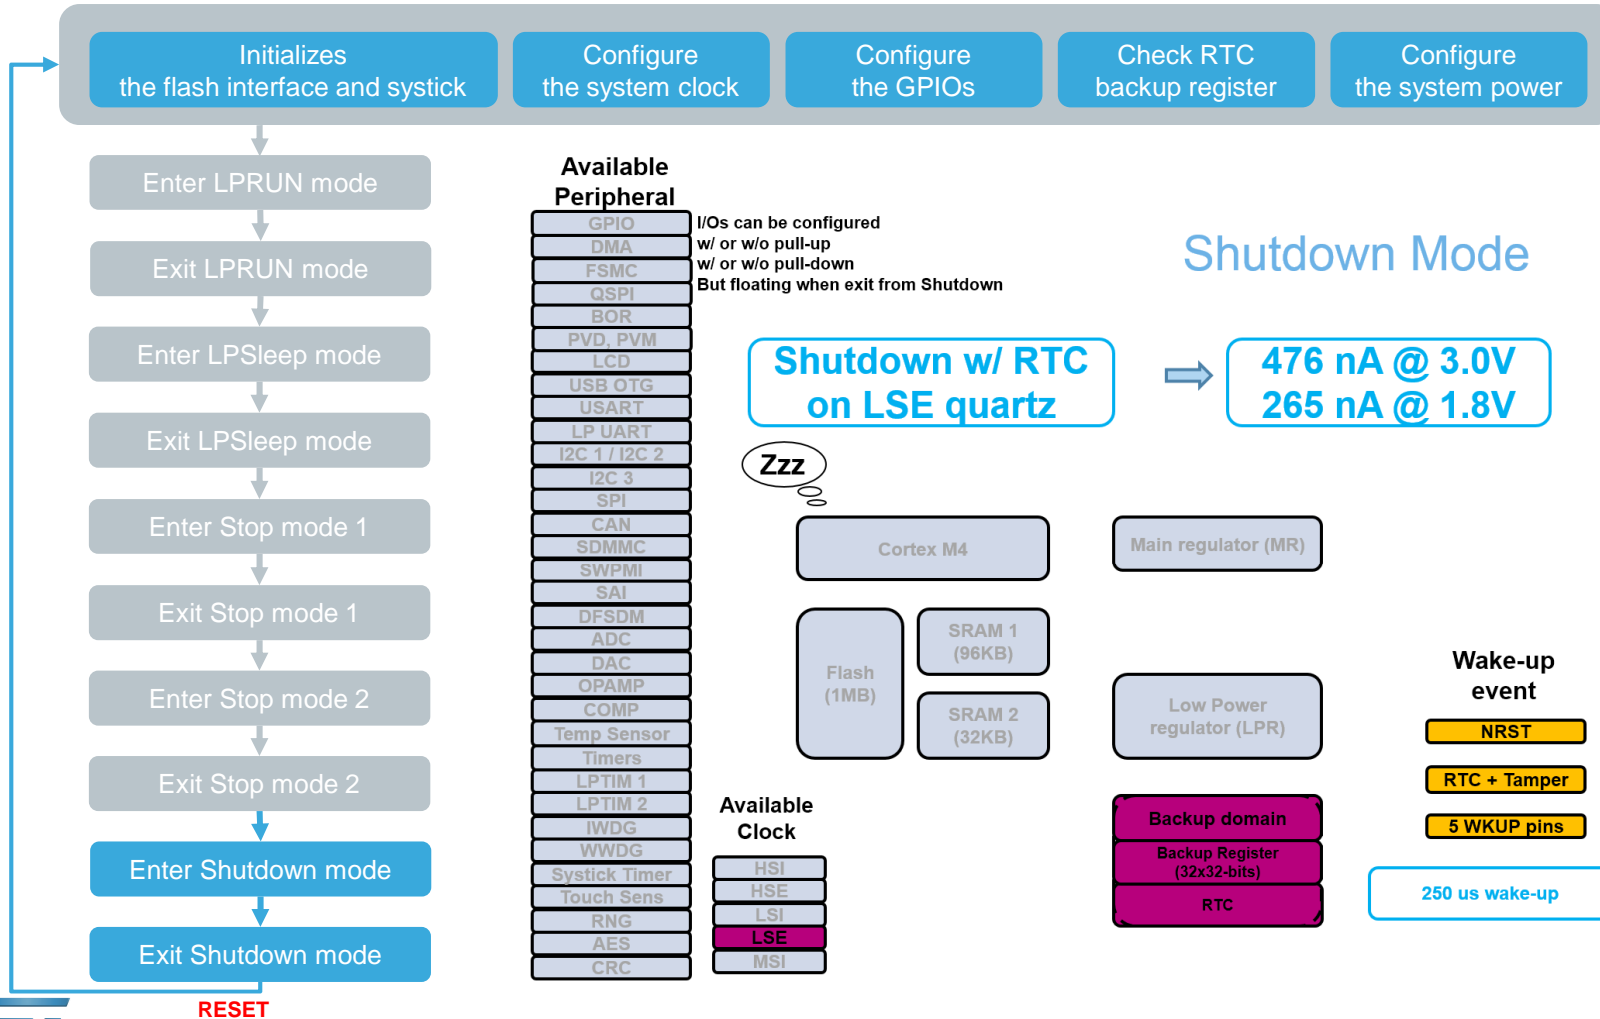 Initializes
the flash interface and systick
Configure
the system clock
Configure
the GPIOs
Check RTC
backup register
Configure
the system power
Enter LPRUN mode
Exit LPRUN mode
Enter LPSleep mode
Exit LPSleep mode
Enter Stop mode 1
Exit Stop mode 1
Enter Stop mode 2
Exit Stop mode 2
Enter Shutdown mode
Exit Shutdown mode
RESET
Available
Peripheral
GPIO
DMA
FSMC
QSPI
BOR
PVD, PVM
LCD
USB OTG
USART
LP UART
I2C 1 / I2C 2
I2C 3
SPI
CAN
SDMMC
SWPMI
SAI
DFSDM
ADC
DAC
OPAMP
COMP
Temp Sensor
Timers
LPTIM 1
LPTIM 2
IWDG
WWDG
Systick Timer
Touch Sens
RNG
AES
CRC
I/Os can be configured
w/ or w/o pull-up
w/ or w/o pull-down
But floating when exit from Shutdown
Shutdown Mode
Shutdown w/ RTC
on LSE quartz
476 nA @ 3.0V
265 nA @ 1.8V
Zzz
Cortex M4
Flash
(1MB)
SRAM 1
(96KB)
SRAM 2
(32KB)
Main regulator (MR)
Low Power
regulator (LPR)
Backup domain
Backup Register
(32x32-bits)
RTC
Available
Clock
HSI
HSE
LSI
LSE
MSI
Wake-up
event
NRST
RTC + Tamper
5 WKUP pins
250 us wake-up